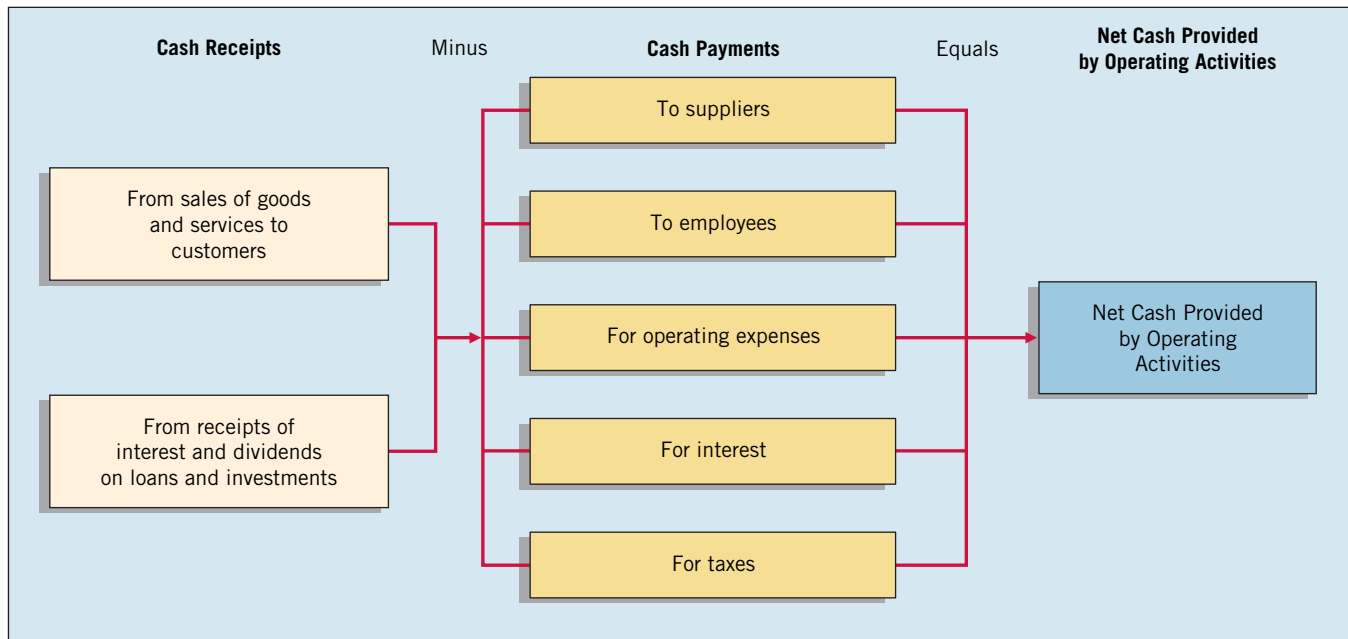 Cash Receipts
Minus
Cash Payments
Equals
Net Cash Provided
by Operating Activities
From sales of goods
and services to
customers
From receipts of
interest and dividends
on loans and investments
To suppliers
To employees
For operating expenses
For interest
For taxes
Net Cash Provided
by Operating
Activities